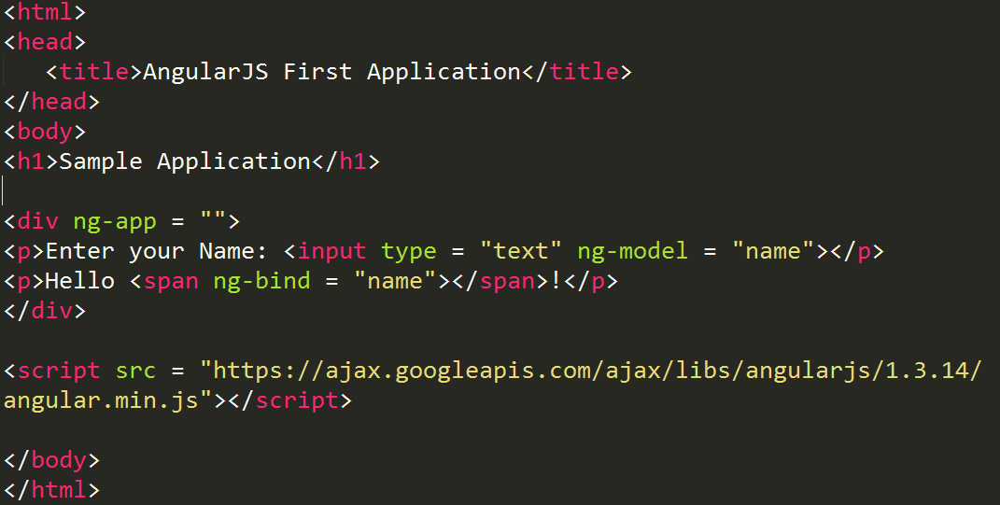 <html>
<head>
   <title>AngularJS First Application</title>
</head>
<body>
<h1>Sample Application</h1>

<div ng-app = "">
<p>Enter your Name: <input type = "text" ng-model = "name"></p>
<p>Hello <span ng-bind = "name"></span>!</p>
</div>

<script src = "https://ajax.googleapis.com/ajax/libs/angularjs/1.3.14/
angular.min.js"></script>

</body>
</html>